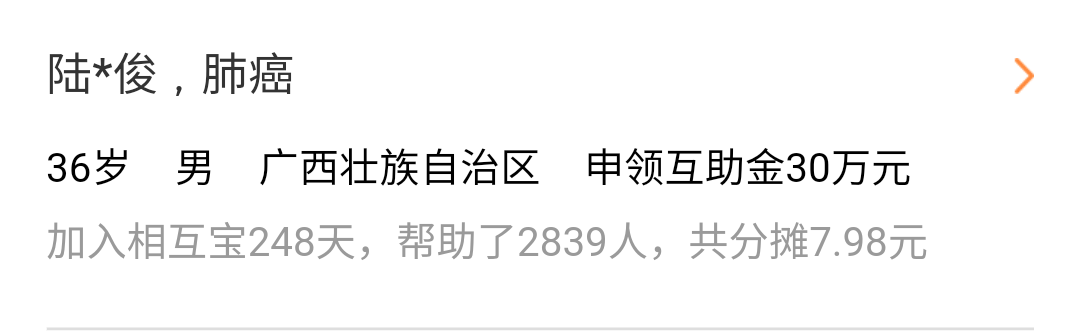 陆*俊，肺癌
36岁 男 广西壮族自治区 申领互助金30万元
加入相互宝248天，帮助了2839人，共分摊7.98元